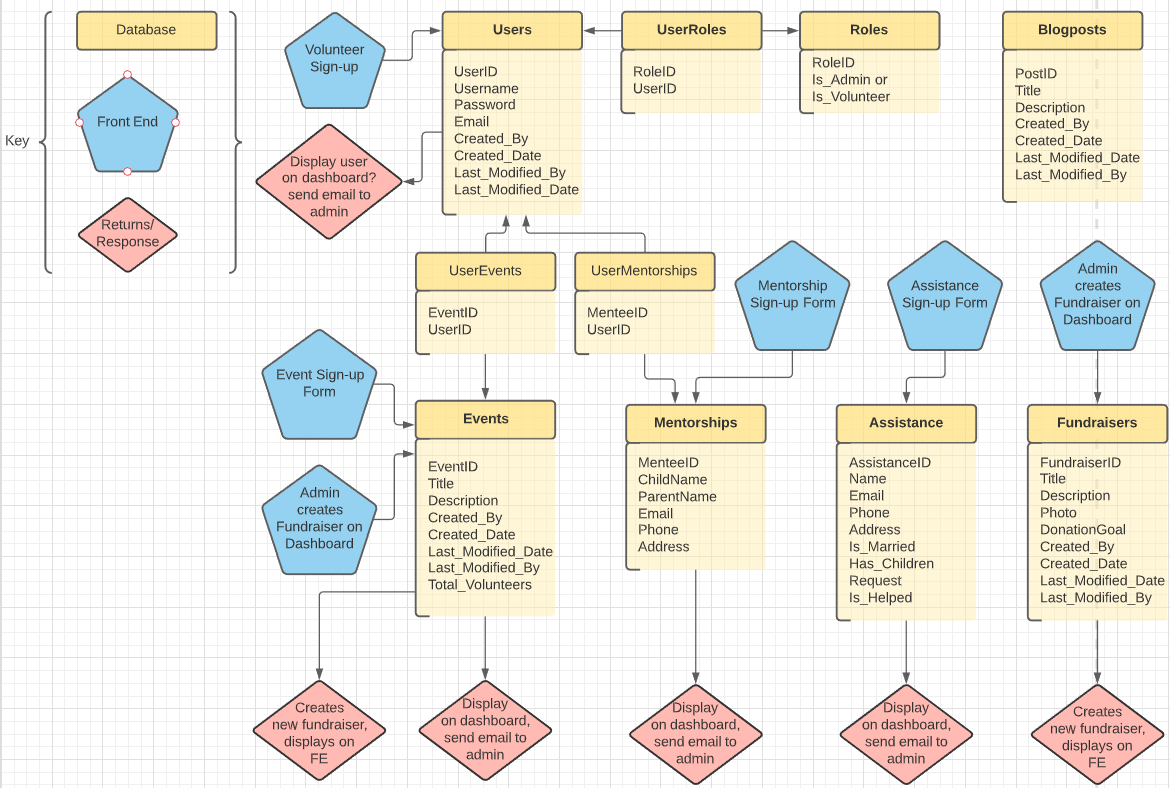 Key
Database
Front End
Returns/
Response
Volunteer
Sign-up
Display user
on dashboard?
send email to
admin
Users
UserID
Username
Password
Email
Created_By
Created_Date
Last_Modified_By
Last_Modified_Date
UserRoles
RoleID
UserID
Roles
RoleID
Is_Admin or
Is_Volunteer
Blogposts
PostID
Title
Description
Created_By
Created_Date
Last_Modified_Date
Last_Modified_By
UserEvents
EventID
UserID
UserMentorships
MenteeID
UserID
Mentorship
Sign-up Form
Assistance
Sign-up Form
Admin
creates
Fundraiser on
Dashboard
Event Sign-up
Form
Admin
creates
Fundraiser on
Dashboard
Events
EventID
Title
Description
Created_By
Created_Date
Last_Modified_Date
Last_Modified_By
Total_Volunteers
Mentorships
MenteeID
ChildName
ParentName
Email
Phone
Address
Assistance
AssistanceID
Name
Email
Phone
Address
Is_Married
Has_Children
Request
Is_Helped
Fundraisers
FundraiserID
Title
Description
Photo
DonationGoal
Created_By
Created_Date
Last_Modified_Date
Last_Modified_By
Creates
new fundraiser,
displays on
FE
Display
on dashboard,
send email to
admin
Display
on dashboard,
send email to
admin
Display
on dashboard,
send email to
admin
Creates
new fundraiser,
displays on
FE